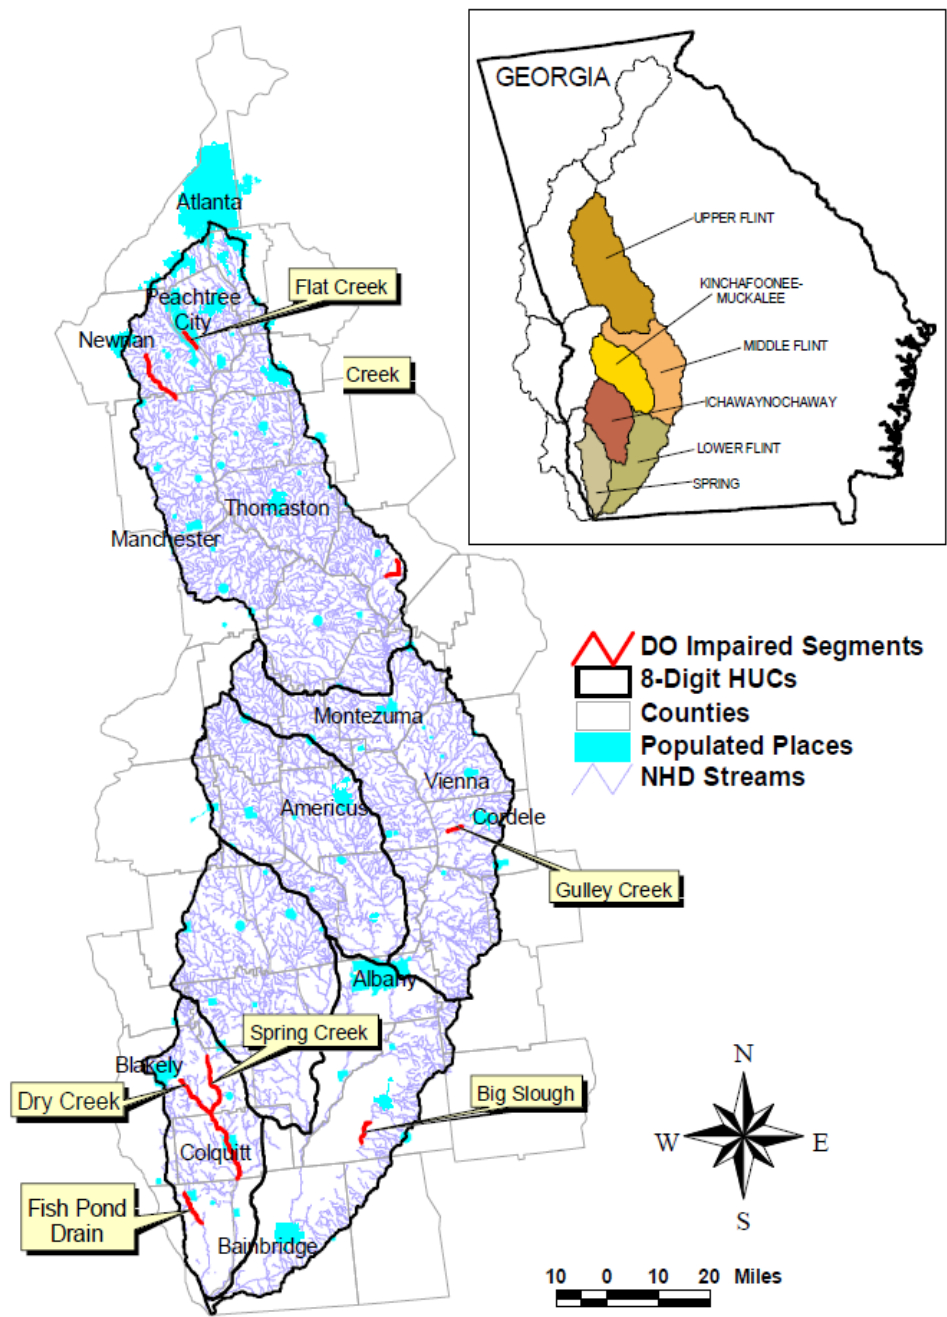 GEORGIA
UPPER FLINT
KINCHAFOONEE-
MUCKALEE
MIDDLE FLINT
ICHAWAYNOCHAWAY
LOWER FLINT
SPRING
Atlanta
Flat Creek
Peachtree
City
Newnan
Creek
Thomaston
Manchester
DO Impaired Segments
8-Digit HUCs
Counties
Populated Places
NHD Streams
Montezuma
Vienna
Americus
Cordele
Gulley Creek
Albany
Spring Creek
Blakely
Dry Creek
Big Slough
Colquitt
Fish Pond
Drain
Bainbridge
N
W
E
S
10 0 10 20 Miles